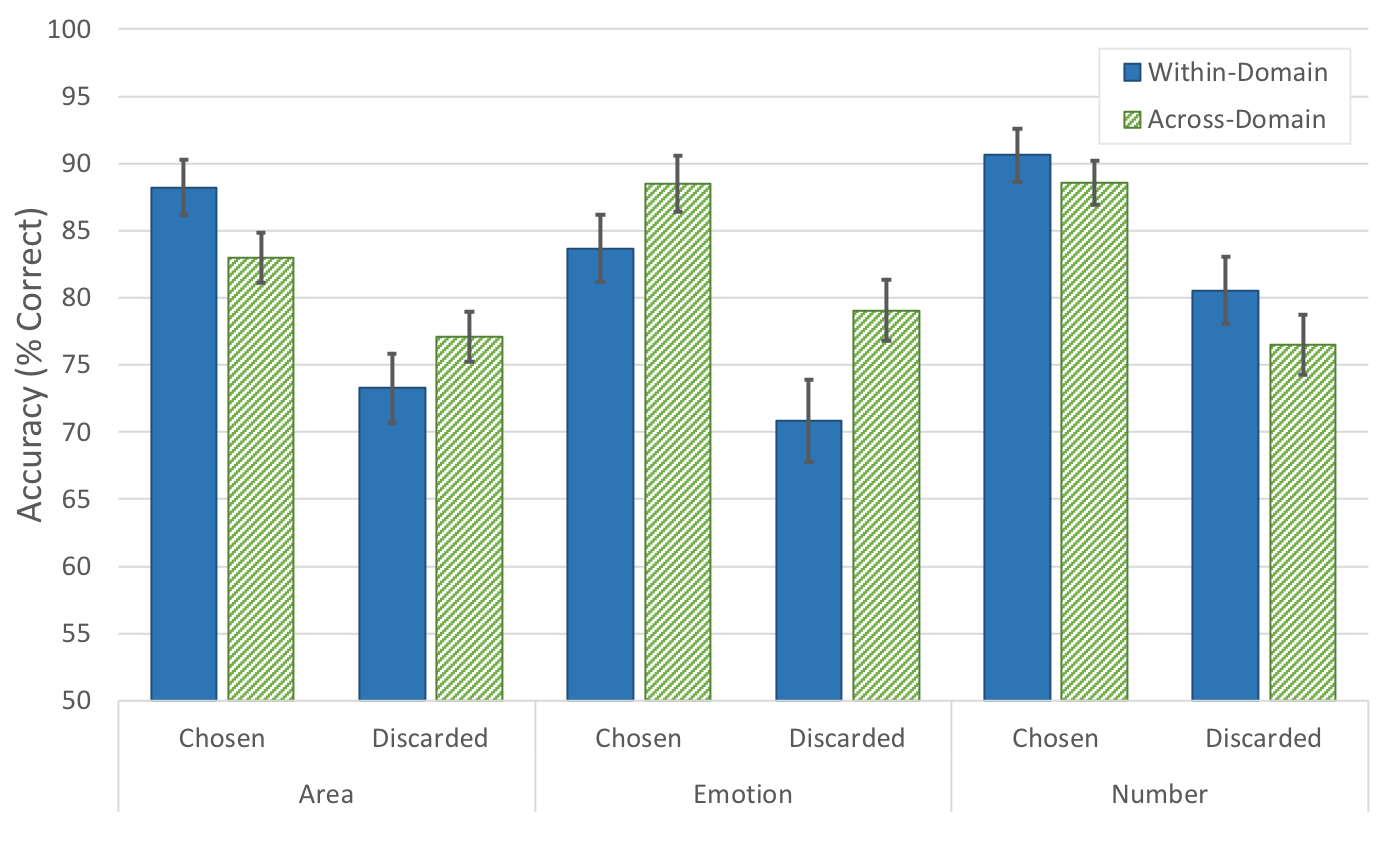 100
95
90
85
80
75
70
65
60
55
50
Accuracy (% Correct)
Within-Domain
Across-Domain
Chosen Discarded Chosen Discarded Chosen Discarded
Area Emotion Number